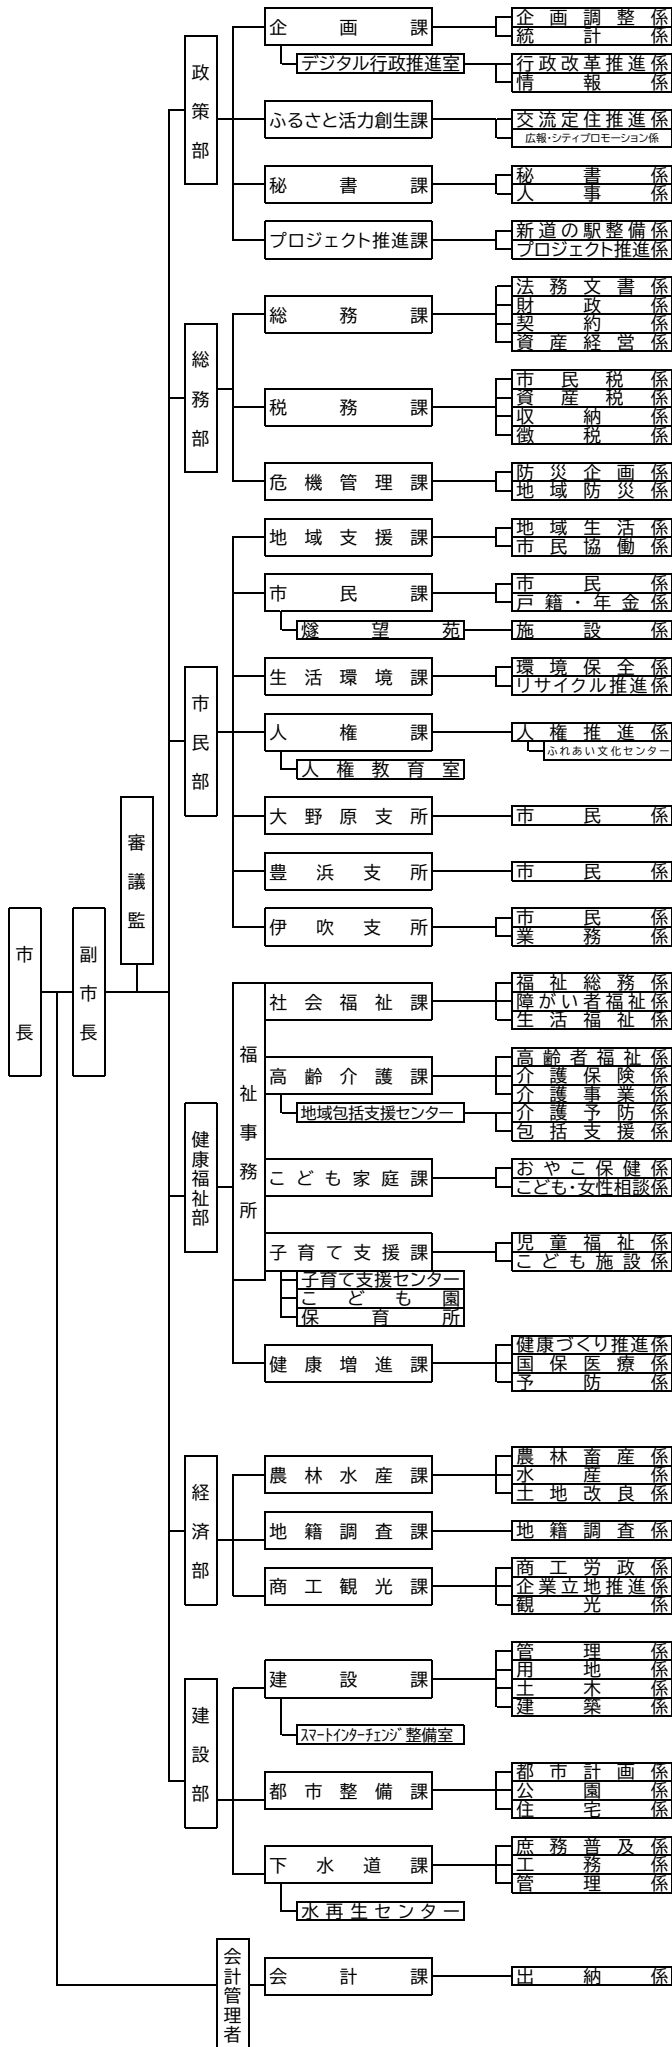 市長
副市長
審議監
政策部
企画課
企画調整係
統計係
デジタル行政推進室
行政改革推進係
情報係
ふるさと活力創生課
交流定住推進係
広報・シティプロモーション係
秘書課
秘書係
人事係
プロジェクト推進課
新道の駅整備係
プロジェクト推進係
総務部
総務課
法務文書係
財政係
契約係
資産経営係
税務課
市民税係
資産税係
収納係
徴税係
危機管理課
防災企画係
地域防災係
市民部
地域支援課
地域生活係
市民協働係
市民課
市民係
戸籍・年金係
燧望苑
施設係
生活環境課
環境保全係
リサイクル推進係
人権課
人権推進係
ふれあい文化センター
人権教育室
大野原支所
市民係
豊浜支所
市民係
伊吹支所
市民係
業務係
健康福祉部
福祉事務所
社会福祉課
福祉総務係
障がい者福祉係
生活福祉係
高齢介護課
高齢者福祉係
介護保険係
介護事業係
地域包括支援センター
介護予防係
包括支援係
こども家庭課
おやこ保健係
こども・女性相談係
子育て支援課
児童福祉係
こども施設係
子育て支援センター
こども園
保育所
健康増進課
健康づくり推進係
国保医療係
予防係
経済部
農林水産課
農林畜産係
水産係
土地改良係
地籍調査課
地籍調査係
商工観光課
商工労政係
企業立地推進係
観光係
建設部
建設課
管理係
用地係
土木係
建築係
スマートインターチェンジ整備室
都市整備課
都市計画係
公園係
住宅係
下水道課
庶務普及係
工務係
管理係
水再生センター
会計管理者
会計課
出納係